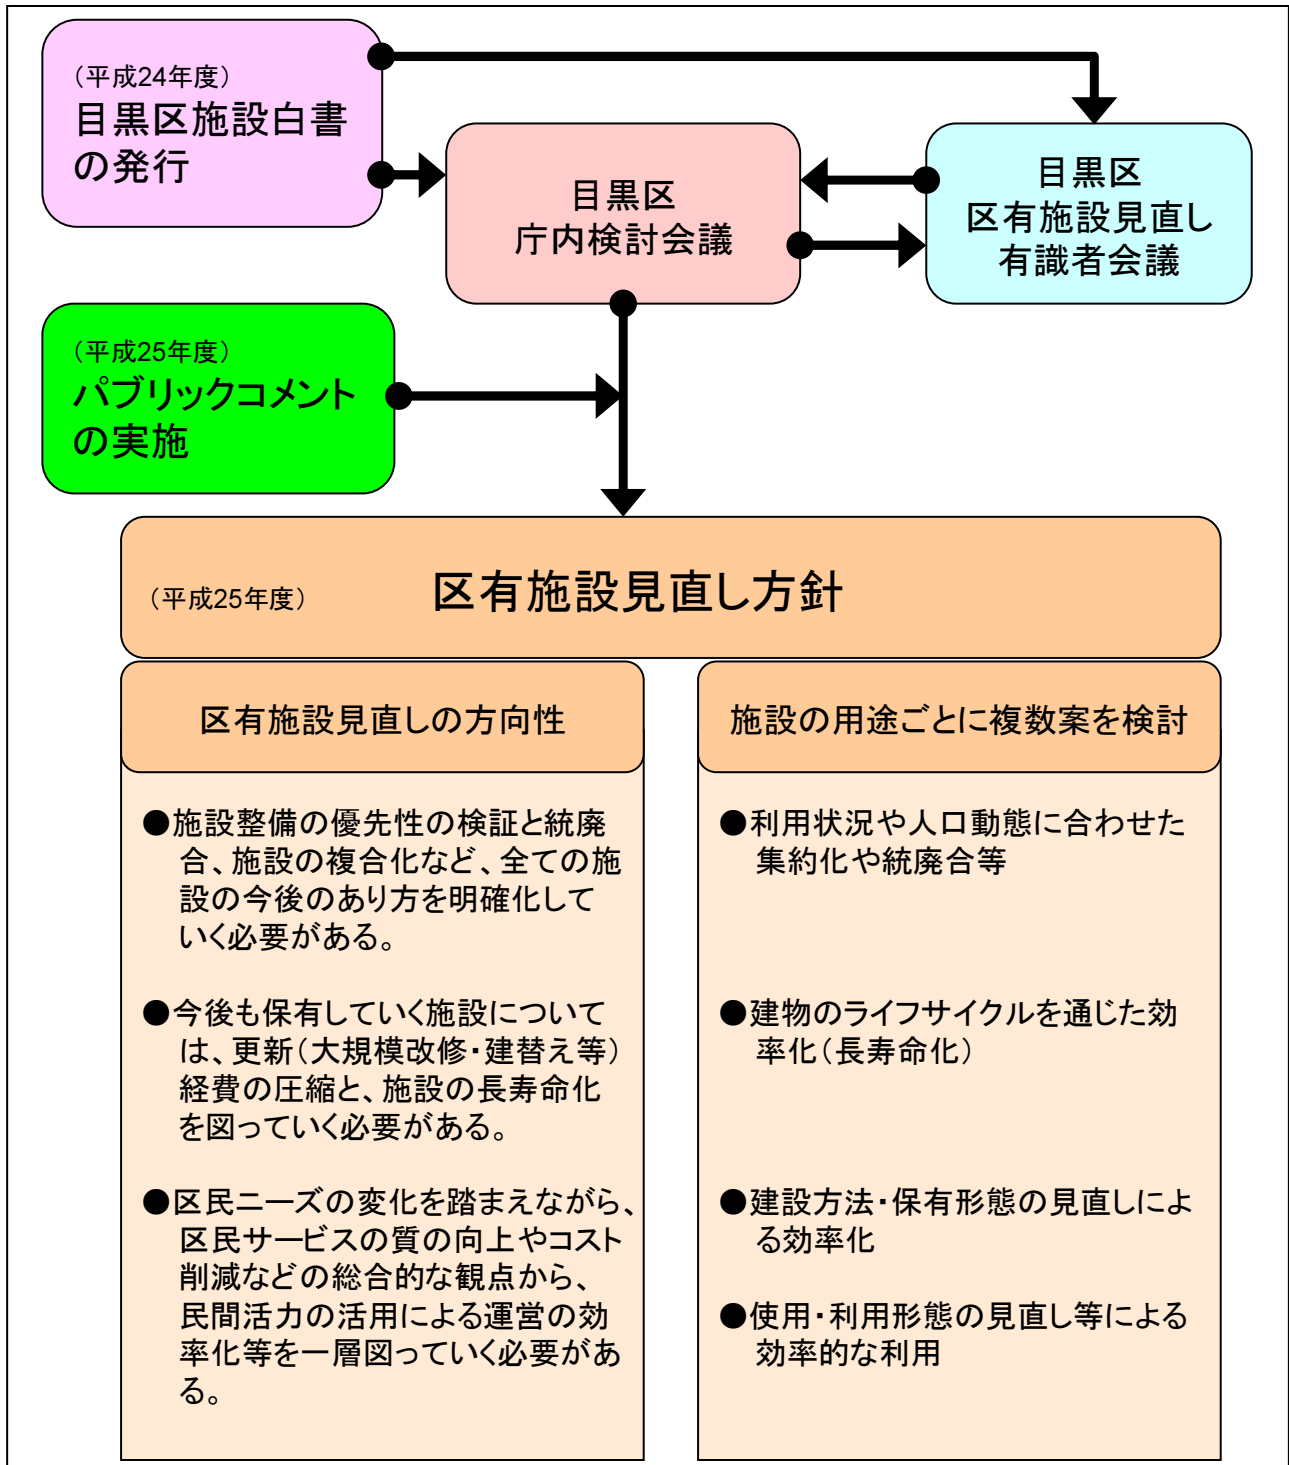 （平成24年度）
目黒区施設白書
の発行
目黒区
庁内検討会議
目黒区
区有施設見直し
有識者会議
（平成25年度）
パブリックコメント
の実施
（平成25年度）
区有施設見直し方針
区有施設見直しの方向性
●施設整備の優先性の検証と統廃
合、施設の複合化など、全ての施
設の今後のあり方を明確化して
いく必要がある。
●今後も保有していく施設について
は、更新（大規模改修・建替え等）
経費の圧縮と、施設の長寿命化
を図っていく必要がある。
●区民ニーズの変化を踏まえながら、
区民サービスの質の向上やコスト
削減などの総合的な観点から、
民間活力の活用による運営の効
率化等を一層図っていく必要があ
る。
施設の用途ごとに複数案を検討
●利用状況や人口動態に合わせた
集約化や統廃合等
●建物のライフサイクルを通じた効
率化（長寿命化）
●建設方法・保有形態の見直しによ
る効率化
●使用・利用形態の見直し等による
効率的な利用